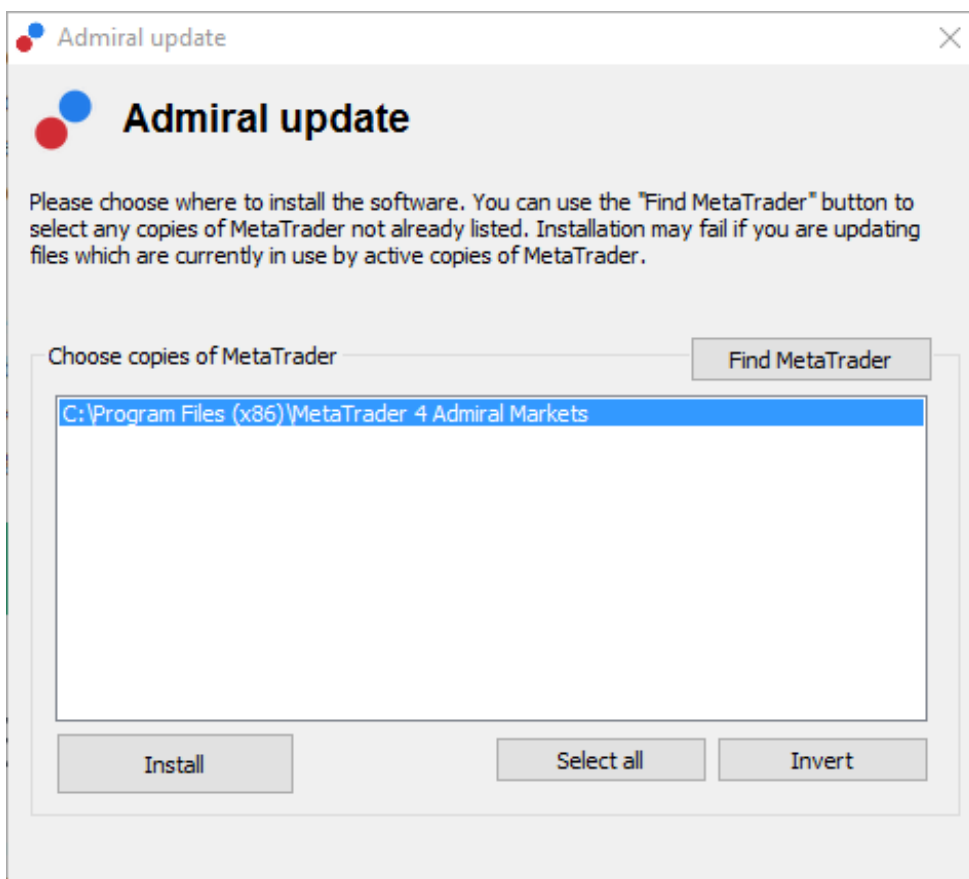 Admiral update
Admiral update
Please choose where to install the software. You can use the "Find MetaTrader" button to
select any copies of MetaTrader not already listed. Installation may fail if you are updating
files which are currently in use by active copies of MetaTrader.
Choose copies of MetaTrader
Find MetaTrader
C:\Program Files (x86)\MetaTrader 4 Admiral Markets
Install
Select all
Invert